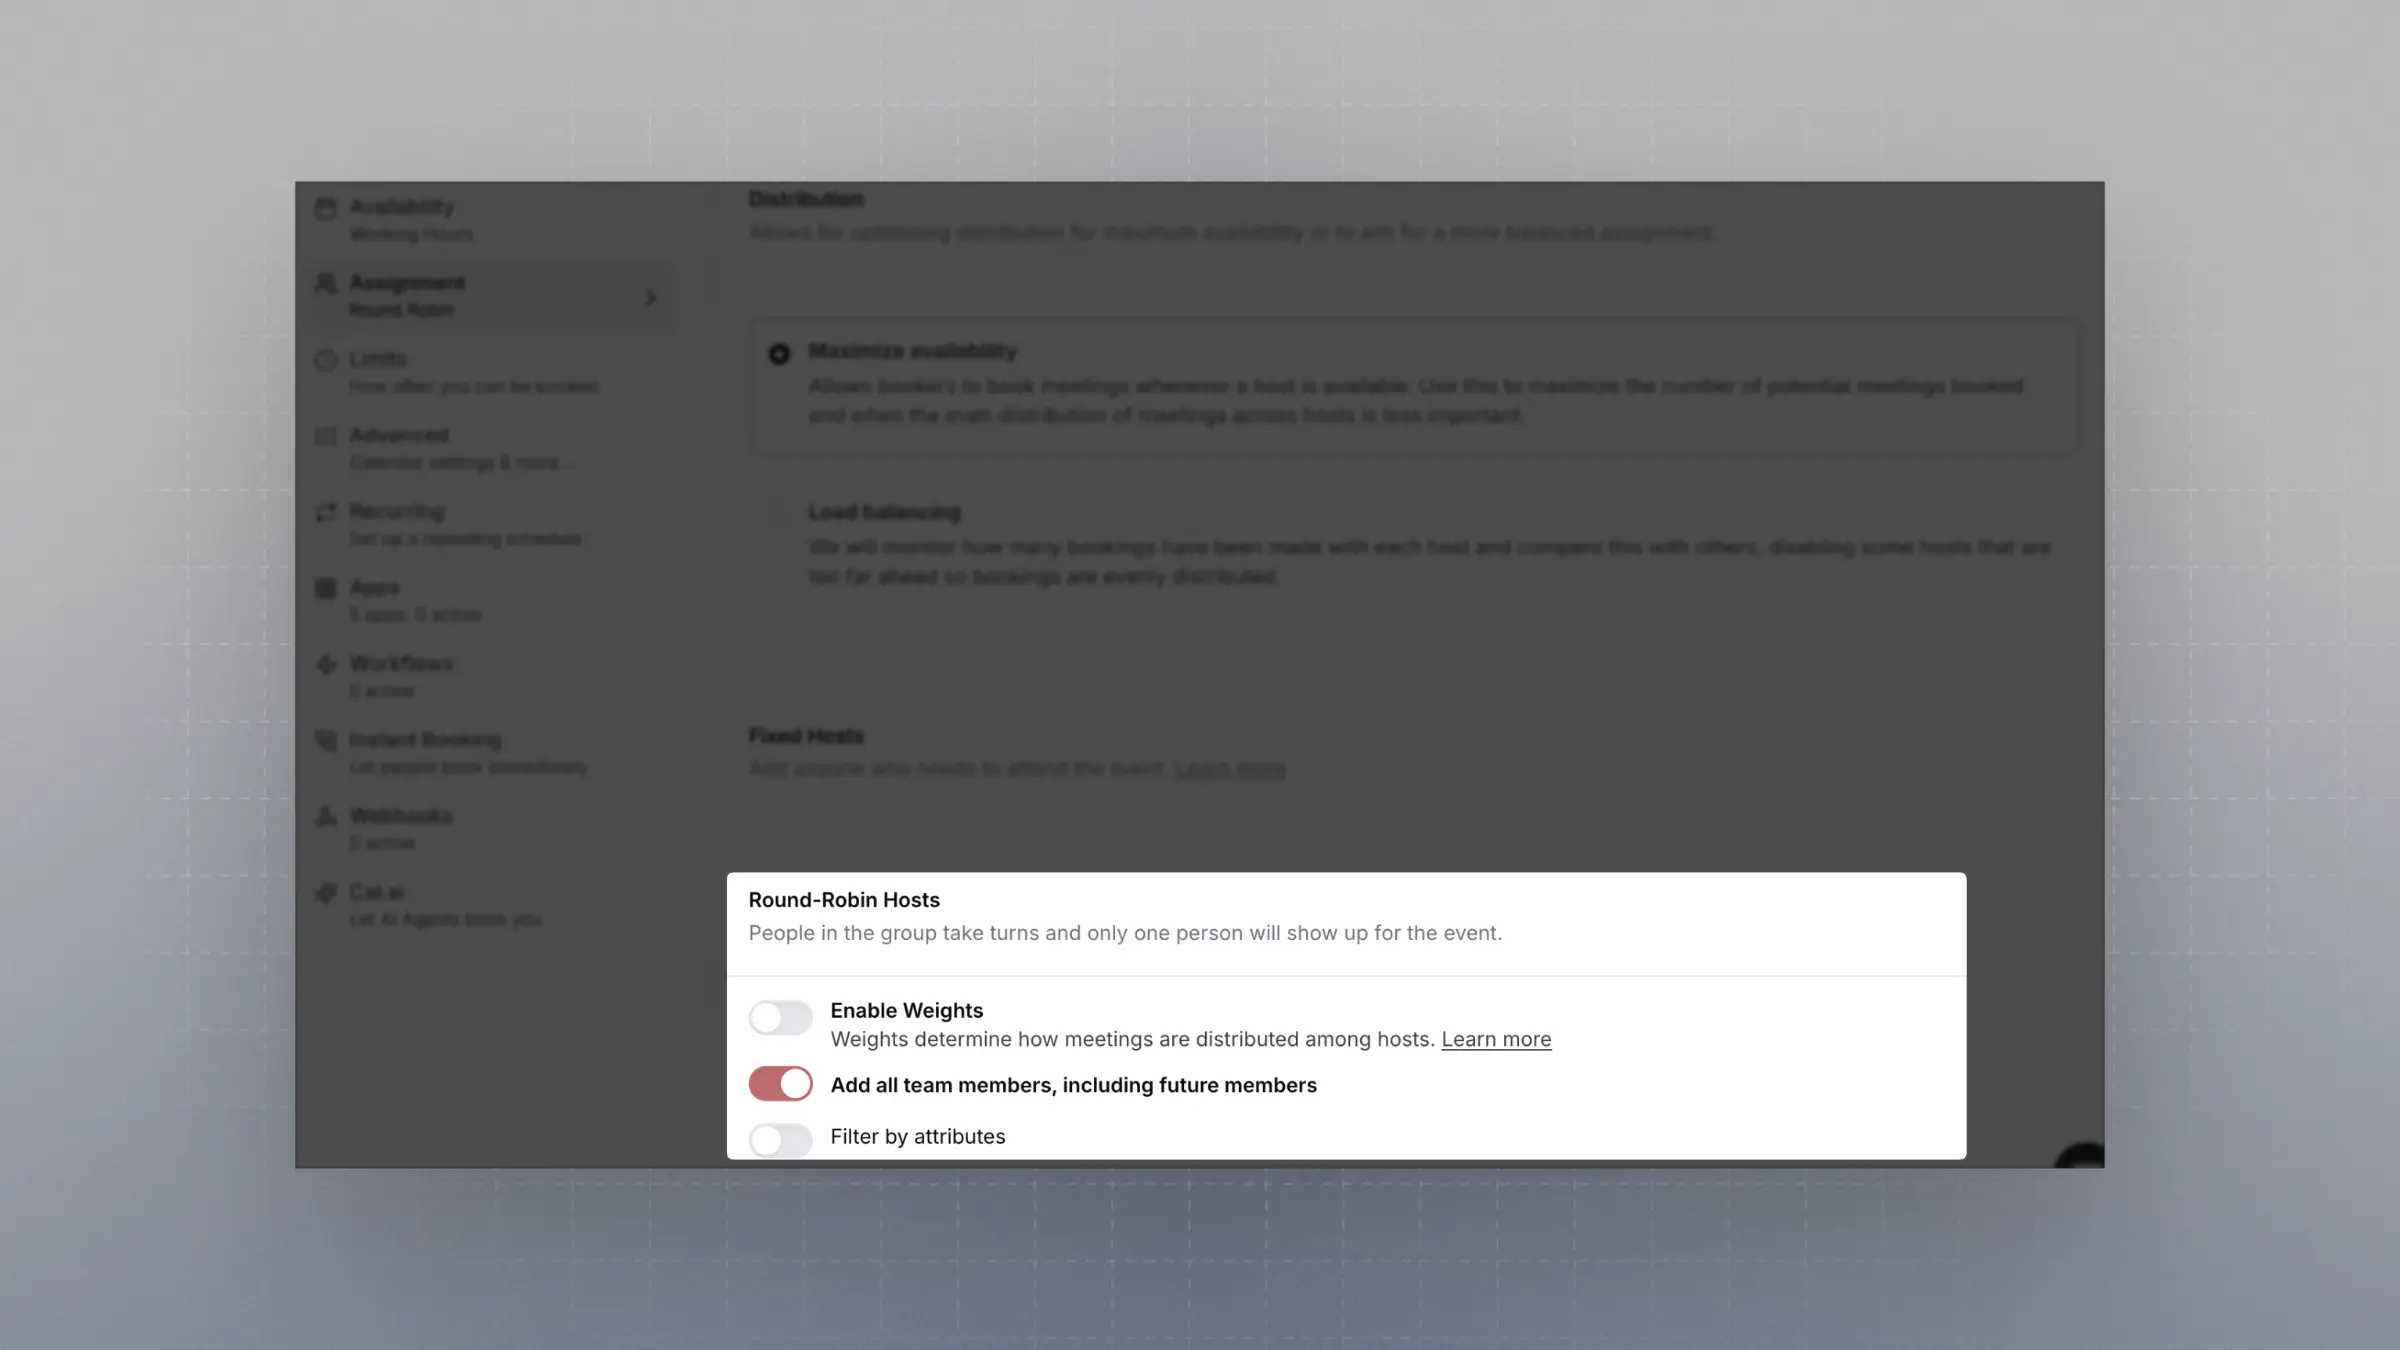 Availability
Working Hours
Assignment
Round Robin
Limits
How often you can be booked
Advanced
Calendar settings & more...
Recurring
Set up a repeating schedule
Apps
5 apps, 0 active
Workflows
0 active
Instant Booking
Let people book immediately
Webhooks
0 active
Cal.ai
Let AI Agents book you
Distribution
Allows for optimising distribution for maximum availability or to aim for a more balanced assignment.
Maximize availability
Allows bookers to book meetings whenever a host is available. Use this to maximize the number of potential meetings booked
and when the even distribution of meetings across hosts is less important.
Load balancing
We will monitor how many bookings have been made with each host and compare this with others, disabling some hosts that are
too far ahead so bookings are evenly distributed.
Fixed Hosts
Add anyone who needs to attend the event. Learn more
Round-Robin Hosts
People in the group take turns and only one person will show up for the event.
Enable Weights
Weights determine how meetings are distributed among hosts. Learn more
Add all team members, including future members
Filter by attributes